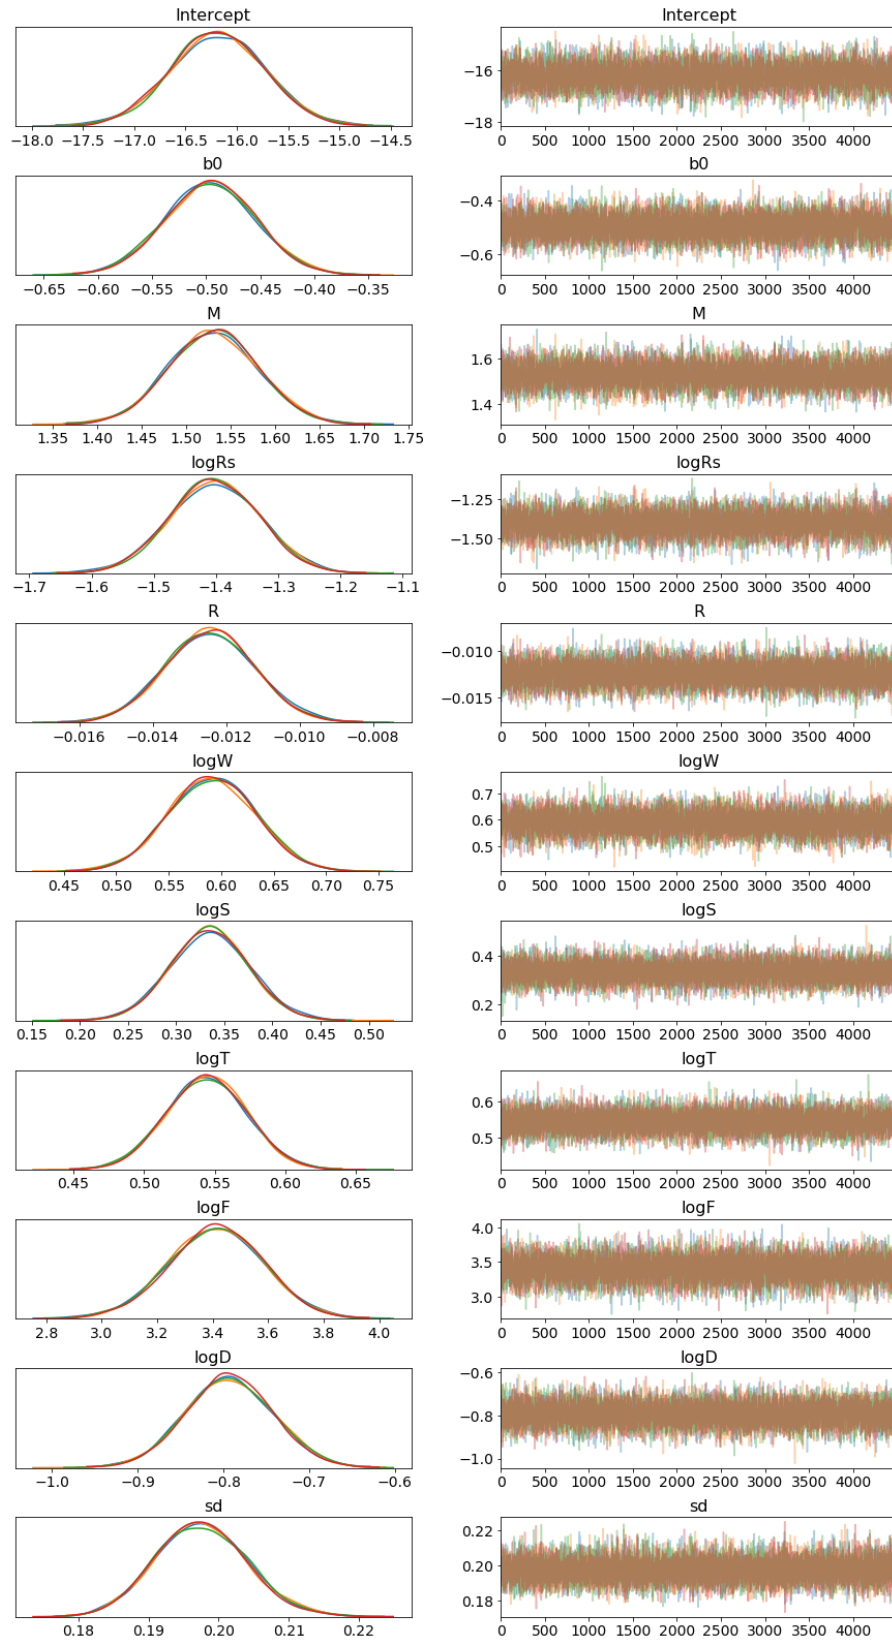 Intercept Intercept
−16
−18
−18.0 −17.5 −17.0 −16.5 −16.0 −15.5 −15.0 −14.5 0 500 1000 1500 2000 2500 3000 3500 4000
b0 b0
−0.4
−0.6
−0.65 −0.60 −0.55 −0.50 −0.45 −0.40 −0.35 0 500 1000 1500 2000 2500 3000 3500 4000
M M
1.6
1.4
1.35 1.40 1.45 1.50 1.55 1.60 1.65 1.70 1.75 0 500 1000 1500 2000 2500 3000 3500 4000
logRs logRs
−1.25
−1.50
−1.7 −1.6 −1.5 −1.4 −1.3 −1.2 −1.1 0 500 1000 1500 2000 2500 3000 3500 4000
R R
−0.010
−0.015
−0.016 −0.014 −0.012 −0.010 −0.008 0 500 1000 1500 2000 2500 3000 3500 4000
logW logW
0.7
0.6
0.5
0.45 0.50 0.55 0.60 0.65 0.70 0.75 0 500 1000 1500 2000 2500 3000 3500 4000
logS logS
0.4
0.2
0.15 0.20 0.25 0.30 0.35 0.40 0.45 0.50 0 500 1000 1500 2000 2500 3000 3500 4000
logT logT
0.6
0.5
0.45 0.50 0.55 0.60 0.65 0 500 1000 1500 2000 2500 3000 3500 4000
logF logF
4.0
3.5
3.0
2.8 3.0 3.2 3.4 3.6 3.8 4.0 0 500 1000 1500 2000 2500 3000 3500 4000
logD logD
−0.6
−0.8
−1.0
−1.0 −0.9 −0.8 −0.7 −0.6 0 500 1000 1500 2000 2500 3000 3500 4000
sd sd
0.22
0.20
0.18
0.18 0.19 0.20 0.21 0.22 0 500 1000 1500 2000 2500 3000 3500 4000